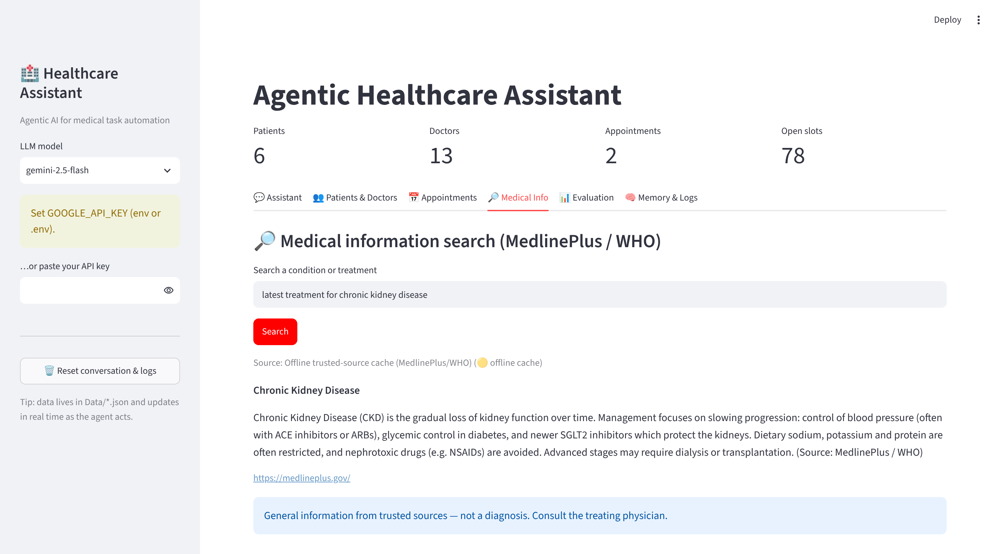 Deploy
Healthcare
Assistant
Agentic AI for medical task automation
LLM model
gemini-2.5-flash
Set GOOGLE_API_KEY (env or
.env).
…or paste your API key
Reset conversation & logs
Tip: data lives in Data/*.json and updates
in real time as the agent acts.
Agentic Healthcare Assistant
Patients
Doctors
Appointments
Open slots
6
13
2
78
Assistant
Patients & Doctors
Appointments
Medical Info
Evaluation
Memory & Logs
Medical information search (MedlinePlus / WHO)
Search a condition or treatment
latest treatment for chronic kidney disease
Search
Source: Offline trusted-source cache (MedlinePlus/WHO) (🟡 offline cache)
Chronic Kidney Disease
Chronic Kidney Disease (CKD) is the gradual loss of kidney function over time. Management focuses on slowing progression: control of blood pressure (often
with ACE inhibitors or ARBs), glycemic control in diabetes, and newer SGLT2 inhibitors which protect the kidneys. Dietary sodium, potassium and protein are
often restricted, and nephrotoxic drugs (e.g. NSAIDs) are avoided. Advanced stages may require dialysis or transplantation. (Source: MedlinePlus / WHO)
https://medlineplus.gov/
General information from trusted sources — not a diagnosis. Consult the treating physician.